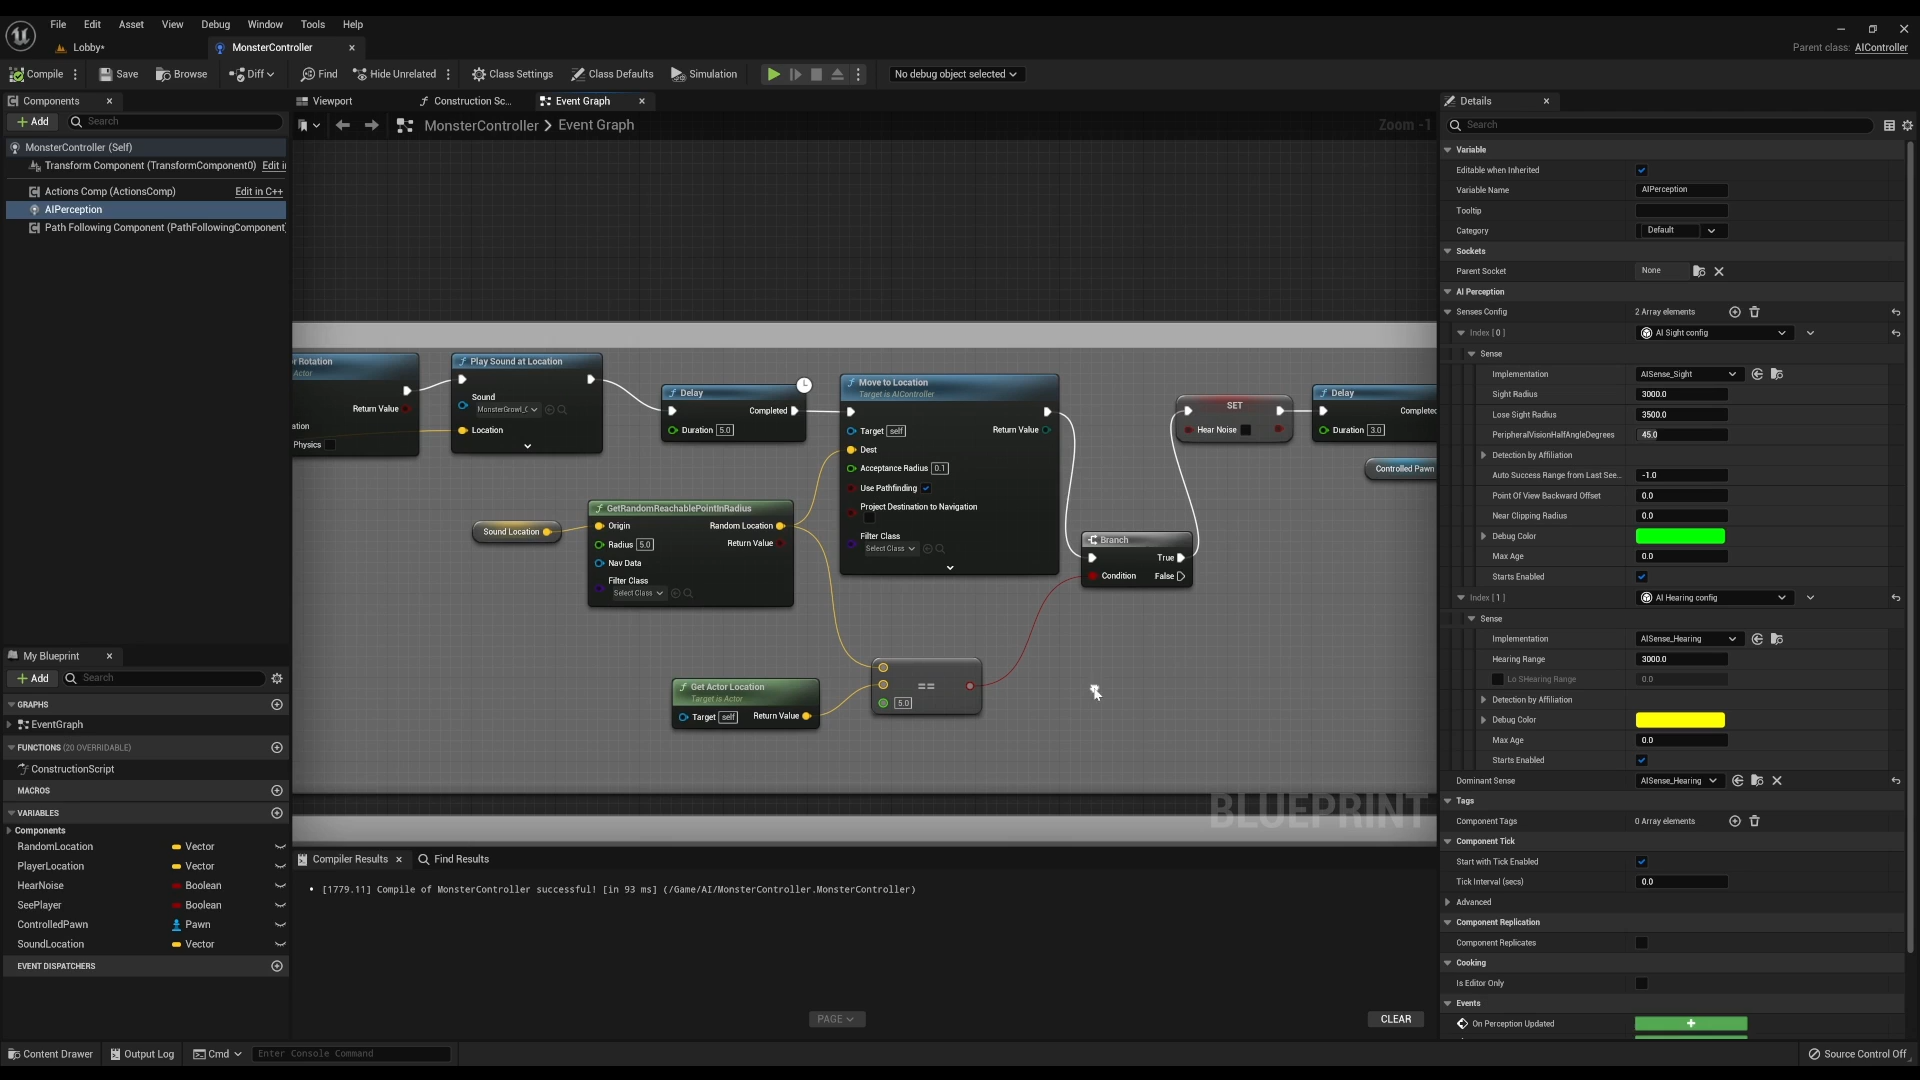 File Edit Asset View Debug Window Tools Help
Lobby*
MonsterController
Parent class: AIController
Compile Save Browse Diff Find Hide Unrelated Class Settings Class Defaults Simulation No debug object selected
Components
Viewport Construction Sc... Event Graph
Details
Add Search
MonsterController > Event Graph
Zoom -1
Search
MonsterController (Self)
Transform Component (TransformComponent0) Edit i
Actions Comp (ActionsComp) Edit in C++
AIPerception
Path Following Component (PathFollowingComponent
My Blueprint
Add Search
GRAPHS
EventGraph
FUNCTIONS (20 OVERRIDABLE)
ConstructionScript
MACROS
VARIABLES
Components
RandomLocation Vector
PlayerLocation Vector
HearNoise Boolean
SeePlayer Boolean
ControlledPawn Pawn
SoundLocation Vector
EVENT DISPATCHERS
r Rotation
Actor
Return Value
ation
Physics
Play Sound at Location
Sound
MonsterGrowl_C
Location
Delay
Completed
Duration 5.0
Move to Location
Target is AIController
Target self
Return Value
Dest
Acceptance Radius 0.1
Use Pathfinding
Project Destination to Navigation
Filter Class
Select Class
SET
Hear Noise
Delay
Complete
Duration 3.0
Controlled Pawn
Sound Location
GetRandomReachablePointInRadius
Origin Random Location
Radius 5.0 Return Value
Nav Data
Filter Class
Select Class
Branch
True
Condition False
Get Actor Location
Target is Actor
Target self Return Value
==
5.0
BLUEPRINT
Compiler Results Find Results
[1779.11] Compile of MonsterController successful! [in 93 ms] (/Game/AI/MonsterController.MonsterController)
PAGE
CLEAR
Variable
Editable when Inherited
Variable Name AIPerception
Tooltip
Category Default
Sockets
Parent Socket None
AI Perception
Senses Config 2 Array elements
Index [ 0 ] AI Sight config
Sense
Implementation AISense_Sight
Sight Radius 3000.0
Lose Sight Radius 3500.0
PeripheralVisionHalfAngleDegrees 45.0
Detection by Affiliation
Auto Success Range from Last See... -1.0
Point Of View Backward Offset 0.0
Near Clipping Radius 0.0
Debug Color
Max Age 0.0
Starts Enabled
Index [ 1 ] AI Hearing config
Sense
Implementation AISense_Hearing
Hearing Range 3000.0
Lo SHearing Range 0.0
Detection by Affiliation
Debug Color
Max Age 0.0
Starts Enabled
Dominant Sense AISense_Hearing
Tags
Component Tags 0 Array elements
Component Tick
Start with Tick Enabled
Tick Interval (secs) 0.0
Advanced
Component Replication
Component Replicates
Cooking
Is Editor Only
Events
On Perception Updated
Content Drawer Output Log Cmd Enter Console Command Source Control Off